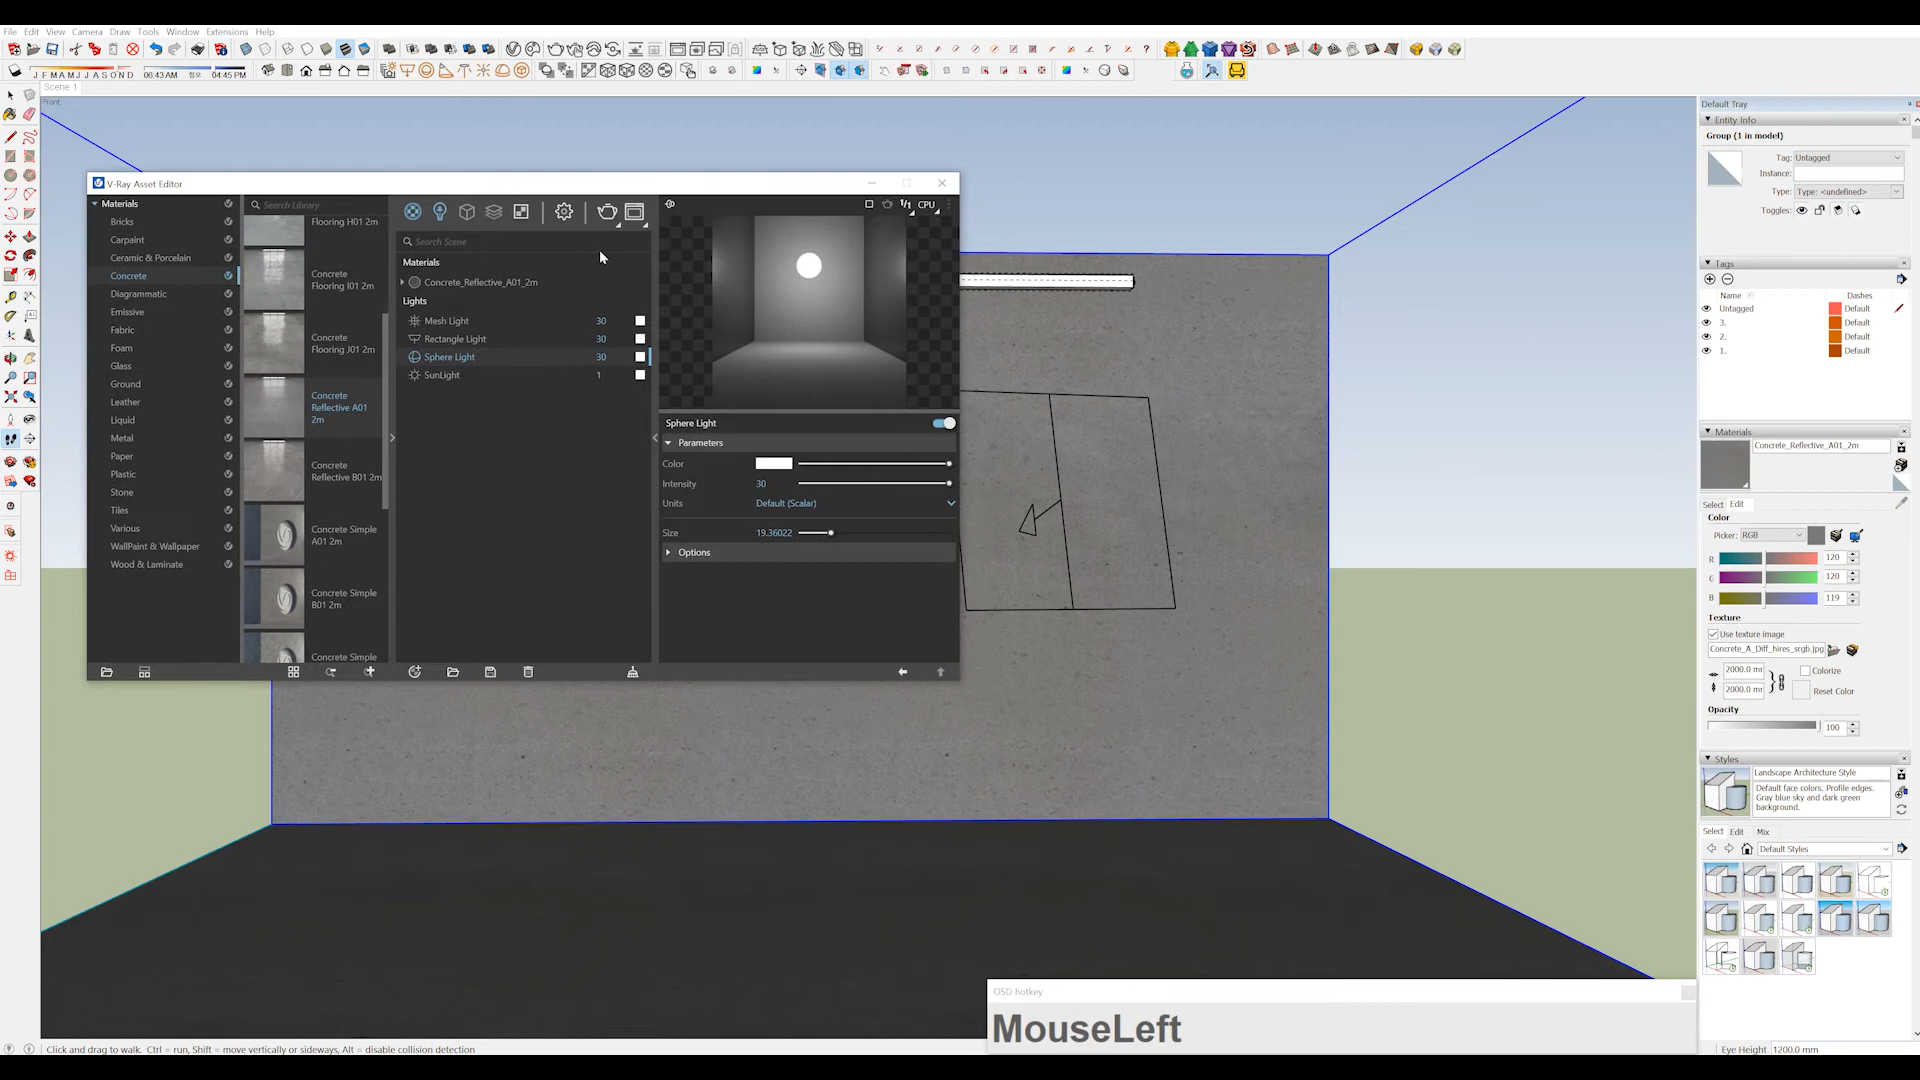 File Edit View Camera Draw Tools Window Extensions Help
J F M A M J J A S O N D 06:43 AM 정오 04:45 PM
Scene 1
Front
V-Ray Asset Editor
Materials
Bricks
Carpaint
Ceramic & Porcelain
Concrete
Diagrammatic
Emissive
Fabric
Foam
Glass
Ground
Leather
Liquid
Metal
Paper
Plastic
Stone
Tiles
Various
WallPaint & Wallpaper
Wood & Laminate
Search Library
Flooring H01 2m
Concrete
Flooring I01 2m
Concrete
Flooring J01 2m
Concrete
Reflective A01
2m
Concrete
Reflective B01 2m
Concrete Simple
A01 2m
Concrete Simple
B01 2m
Concrete Simple
Search Scene
Materials
Concrete_Reflective_A01_2m
Lights
Mesh Light 30
Rectangle Light 30
Sphere Light 30
SunLight 1
1/1 CPU
Sphere Light
Parameters
Color
Intensity 30
Units Default (Scalar)
Size 19.36022
Options
Default Tray
Entity Info
Group (1 in model)
Tag: Untagged
Instance:
Type: Type: <undefined>
Toggles:
Tags
Name Dashes
Untagged Default
3. Default
2. Default
1. Default
Materials
Concrete_Reflective_A01_2m
Select Edit
Color
Picker: RGB
R 120
G 120
B 119
Texture
Use texture image
Concrete_A_Diff_hires_srgb.jpg
2000.0 mr Colorize
2000.0 mr Reset Color
Opacity
100
Styles
Landscape Architecture Style
Default face colors. Profile edges.
Gray blue sky and dark green
background.
Select Edit Mix
Default Styles
OSD hotkey
MouseLeft
Click and drag to walk. Ctrl = run, Shift = move vertically or sideways, Alt = disable collision detection
Eye Height 1200.0 mm